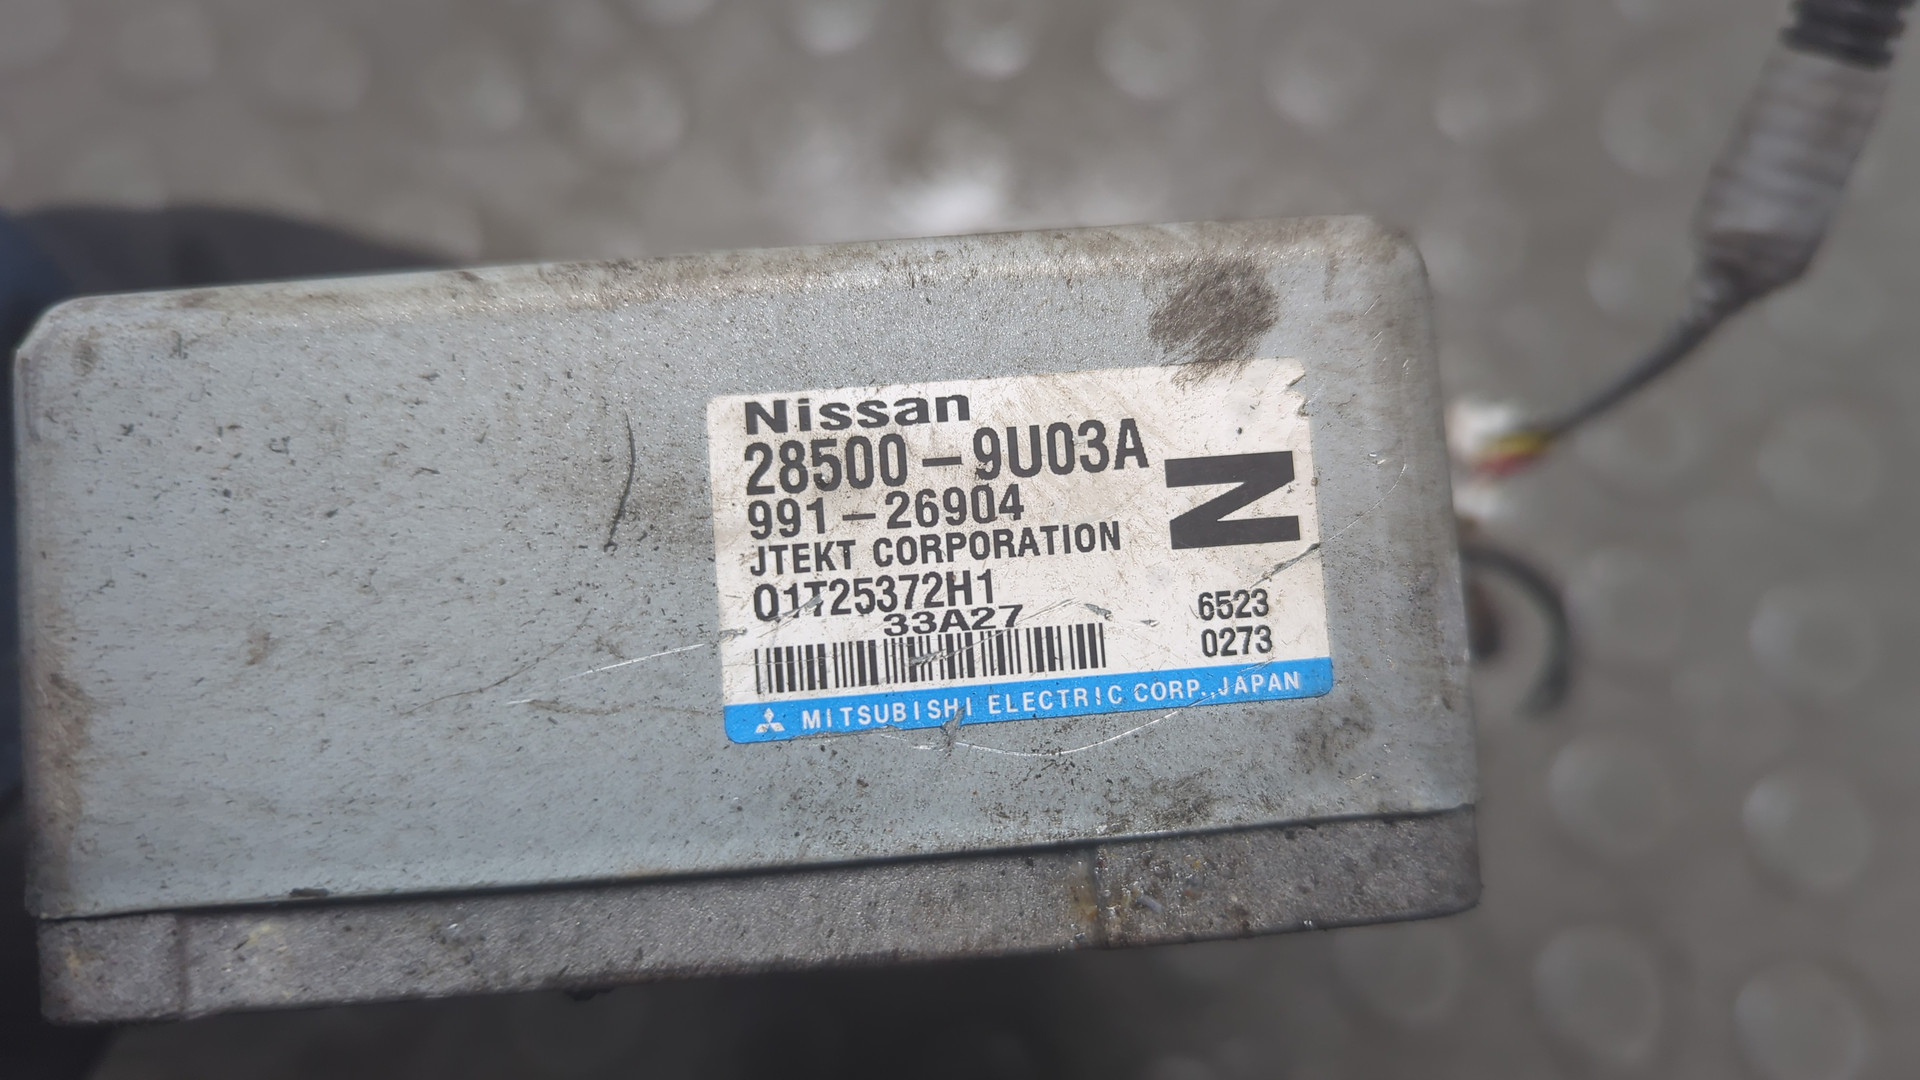 Nissan
28500-9U03A
991-26904
JTEKT CORPORATION
Q1T25372H1
33A27
N
6523
0273
MITSUBISHI ELECTRIC CORP.,JAPAN